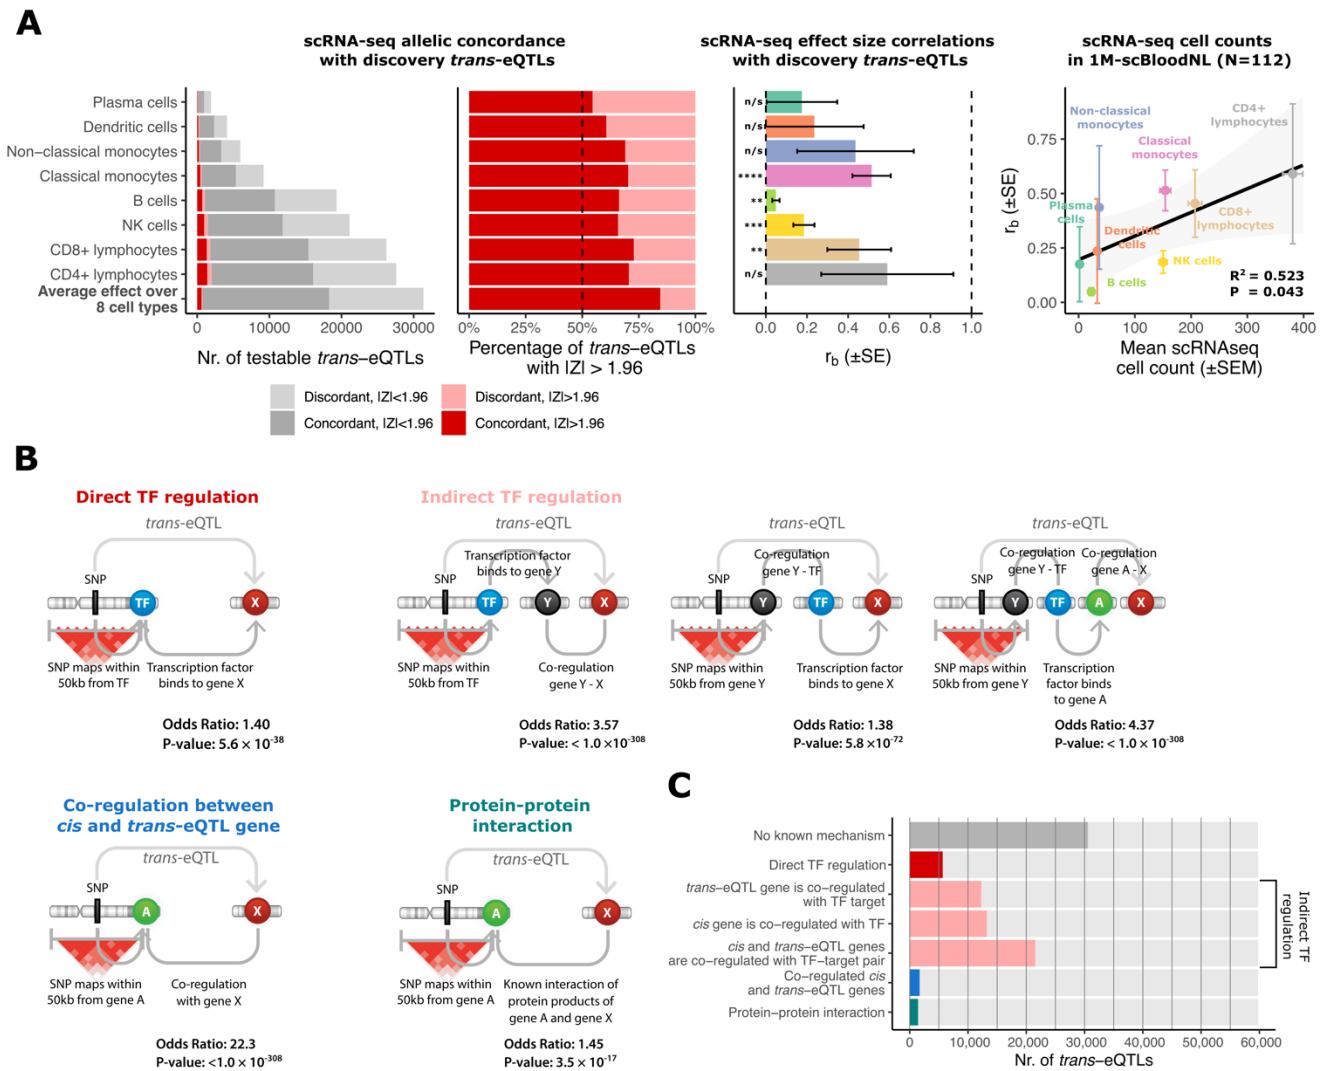 A
scRNA-seq allelic concordance
with discovery trans-eQTLs
scRNA-seq effect size correlations
with discovery trans-eQTLs
scRNA-seq cell counts
in 1M-scBloodNL (N=112)
Plasma cells
Dendritic cells
Non–classical monocytes
Classical monocytes
B cells
NK cells
CD8+ lymphocytes
CD4+ lymphocytes
Average effect over
8 cell types
0
10000
20000
30000
Nr. of testable trans–eQTLs
0%
25%
50%
75%
100%
Percentage of trans–eQTLs
with |Z| > 1.96
n/s
n/s
n/s
****
**
***
**
n/s
0.0
0.2
0.4
0.6
0.8
1.0
rb (±SE)
rb (±SE)
0.75
0.50
0.25
0.00
Non-classical
monocytes
CD4+
lymphocytes
Classical
monocytes
Plasma
cells
Dendritic
cells
CD8+
lymphocytes
NK cells
B cells
R² = 0.523
P = 0.043
0
100
200
300
400
Mean scRNAseq
cell count (±SEM)
Discordant, |Z|<1.96
Discordant, |Z|>1.96
Concordant, |Z|<1.96
Concordant, |Z|>1.96
B
Direct TF regulation
trans-eQTL
SNP
TF
X
SNP maps within
50kb from TF
Transcription factor
binds to gene X
Odds Ratio: 1.40
P-value: 5.6 × 10⁻³⁸
Indirect TF regulation
trans-eQTL
Transcription factor
binds to gene Y
SNP
TF
Y
X
SNP maps within
50kb from TF
Co-regulation
gene Y - X
Odds Ratio: 3.57
P-value: < 1.0 ×10⁻³⁰⁸
trans-eQTL
Co-regulation
gene Y - TF
SNP
Y
TF
X
SNP maps within
50kb from gene Y
Transcription factor
binds to gene X
Odds Ratio: 1.38
P-value: 5.8 ×10⁻⁷²
trans-eQTL
Co-regulation
gene Y - TF
Co-regulation
gene A - X
SNP
Y
TF
A
X
SNP maps within
50kb from gene Y
Transcription
factor binds
to gene A
Odds Ratio: 4.37
P-value: < 1.0 × 10⁻³⁰⁸
Co-regulation between
cis and trans-eQTL gene
trans-eQTL
SNP
A
X
SNP maps within
50kb from gene A
Co-regulation
with gene X
Odds Ratio: 22.3
P-value: <1.0 × 10⁻³⁰⁸
Protein-protein
interaction
trans-eQTL
SNP
A
X
SNP maps within
50kb from gene A
Known interaction of
protein products of
gene A and gene X
Odds Ratio: 1.45
P-value: 3.5 × 10⁻¹⁷
C
No known mechanism
Direct TF regulation
trans–eQTL gene is co-regulated
with TF target
cis gene is co-regulated with TF
cis and trans–eQTL genes
are co-regulated with TF–target pair
Co-regulated cis
and trans–eQTL genes
Protein–protein interaction
Indirect TF
regulation
0
10,000
20,000
30,000
40,000
50,000
60,000
Nr. of trans–eQTLs